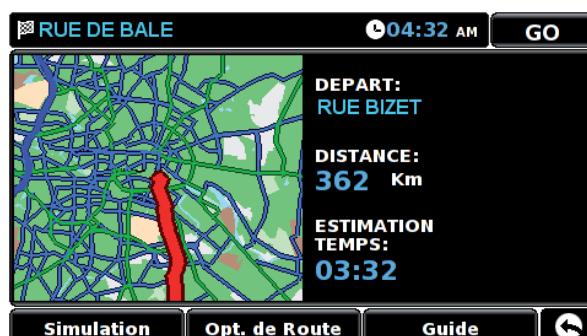 RUE DE BALE
04:32 AM
GO
DEPART:
RUE BIZET
DISTANCE:
362 Km
ESTIMATION
TEMPS:
03:32
Simulation
Opt. de Route
Guide